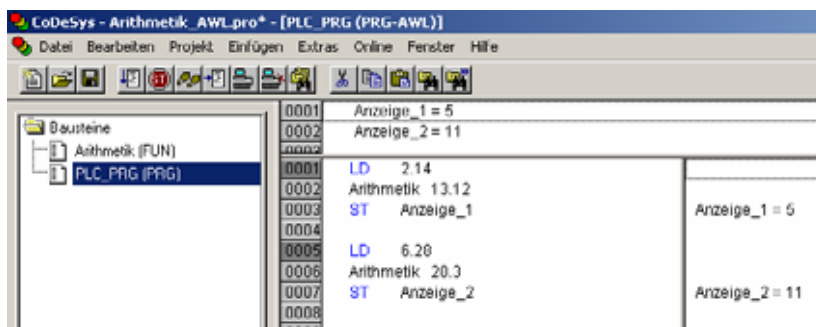 CoDeSys - Arithmetik_AWL.pro* - [PLC_PRG (PRG-AWL)]
Datei Bearbeiten Projekt Einfügen Extras Online Fenster Hilfe
Bausteine
Arithmetik (FUN)
PLC_PRG (PRG)
0001 Anzeige_1 = 5
0002 Anzeige_2 = 11
0003
0001 LD 2.14
0002 Arithmetik 13.12
0003 ST Anzeige_1 Anzeige_1 = 5
0004
0005 LD 6.28
0006 Arithmetik 20.3
0007 ST Anzeige_2 Anzeige_2 = 11
0008